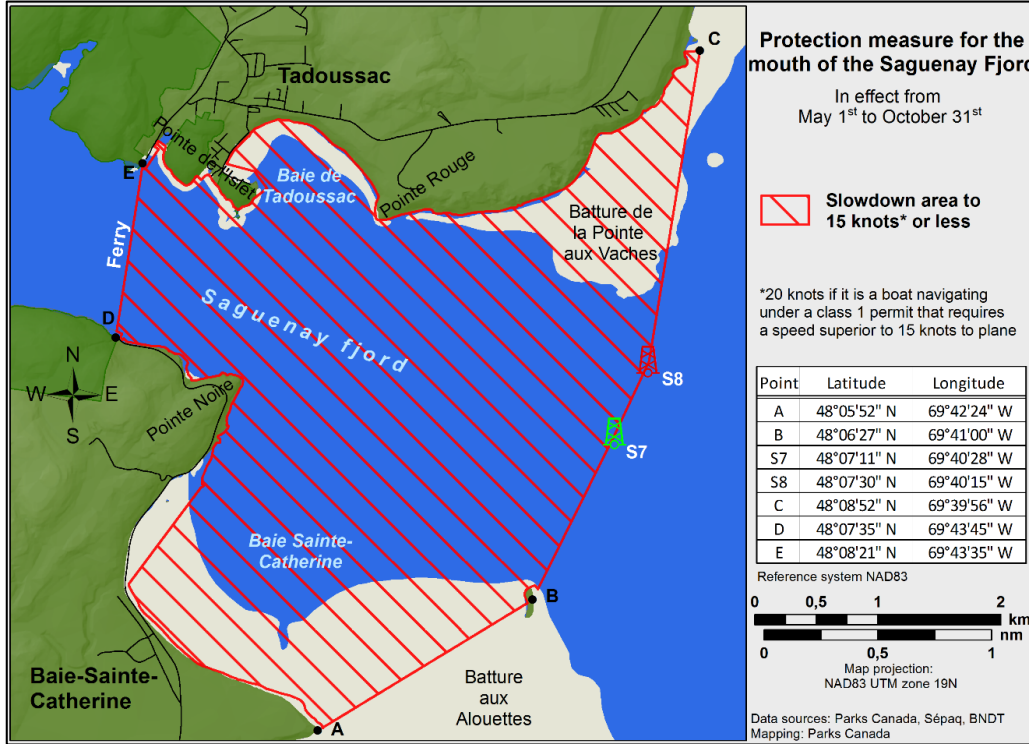 C
Tadoussac
Pointe de l'Islet
E
Baie de
Tadoussac
Pointe Rouge
Batture de
la Pointe
aux Vaches
Ferry
Saguenay fjord
D
N
W E
S
Pointe Noire
S8
S7
Baie Sainte-
Catherine
B
Baie-Sainte-
Catherine
Batture
aux
Alouettes
A
Protection measure for the
mouth of the Saguenay Fjord
In effect from
May 1st to October 31st
Slowdown area to
15 knots* or less
*20 knots if it is a boat navigating
under a class 1 permit that requires
a speed superior to 15 knots to plane
Point Latitude Longitude
A 48°05'52" N 69°42'24" W
B 48°06'27" N 69°41'00" W
S7 48°07'11" N 69°40'28" W
S8 48°07'30" N 69°40'15" W
C 48°08'52" N 69°39'56" W
D 48°07'35" N 69°43'45" W
E 48°08'21" N 69°43'35" W
Reference system NAD83
0 0,5 1 2
km
nm
0 0,5 1
Map projection:
NAD83 UTM zone 19N
Data sources: Parks Canada, Sépaq, BNDT
Mapping: Parks Canada